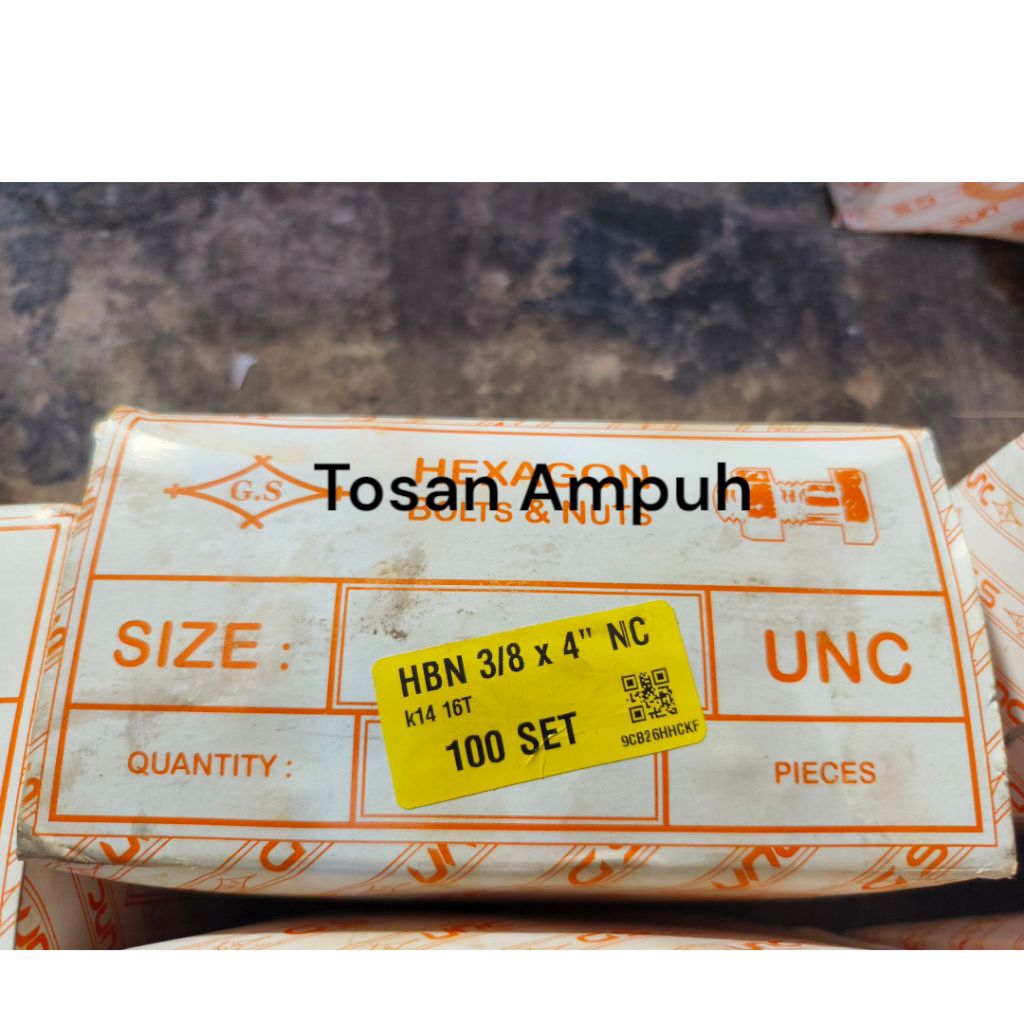 G.S
HEXAGON
BOLTS & NUTS
Tosan Ampuh
SIZE :
HBN 3/8 x 4" NC
k14 16T
100 SET
9CB26HHCKF
UNC
QUANTITY :
PIECES